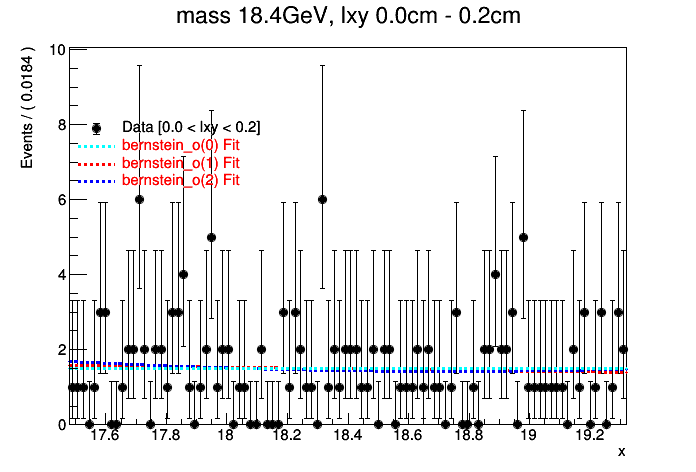 mass 18.4GeV, lxy 0.0cm - 0.2cm
Events / ( 0.0184 )
10
8
6
4
2
0
Data [0.0 < lxy < 0.2]
bernstein_o(0) Fit
bernstein_o(1) Fit
bernstein_o(2) Fit
17.6 17.8 18 18.2 18.4 18.6 18.8 19 19.2
x